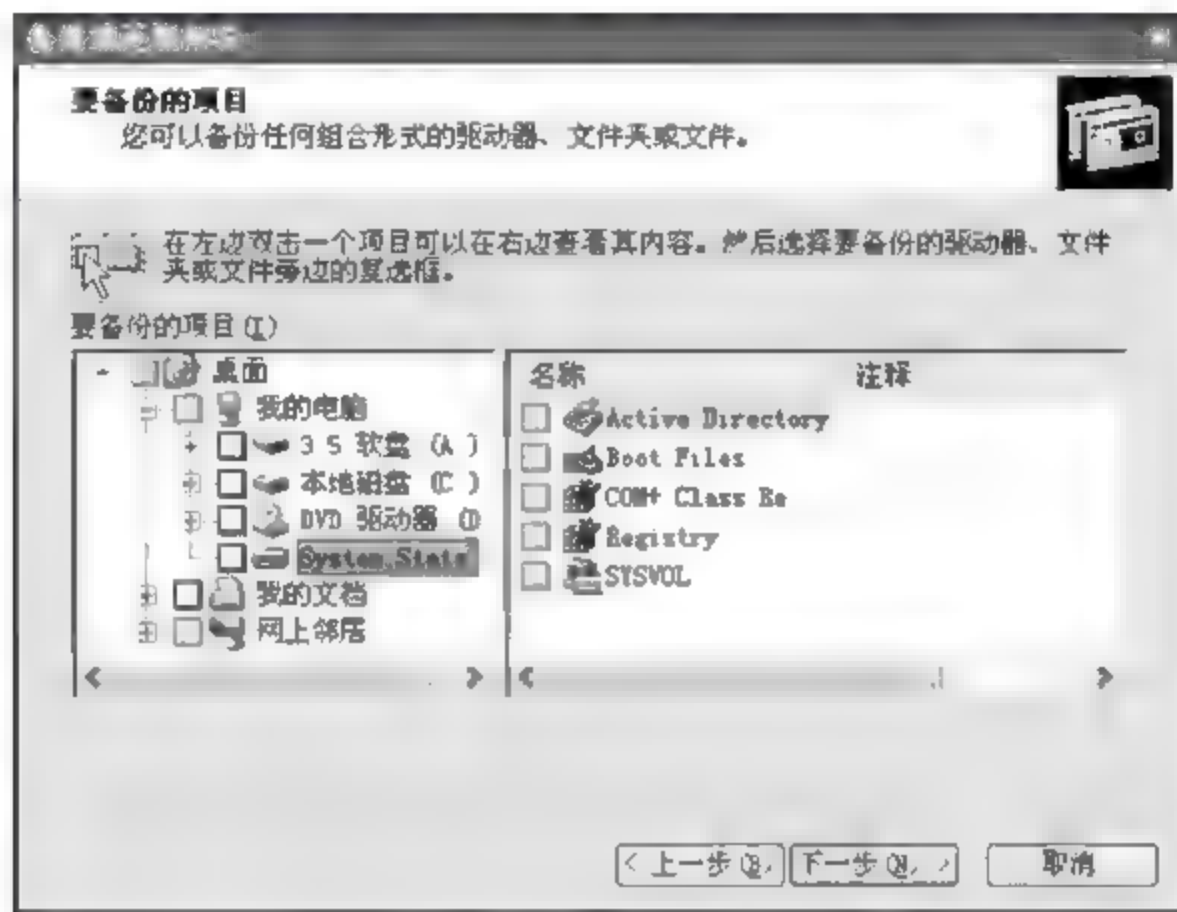 要备份的项目
您可以备份任何组合形式的驱动器、文件夹或文件。
在左边双击一个项目可以在右边查看其内容。然后选择要备份的驱动器、文件
夹或文件旁边的复选框。
要备份的项目(I)
桌面
我的电脑
3 5 软盘 (A )
本地磁盘 (C )
DVD 驱动器 (D
System State
我的文档
网上邻居
名称 注释
Active Directory
Boot Files
COM+ Class Re
Registry
SYSVOL
< 上一步(B) 下一步(N) > 取消